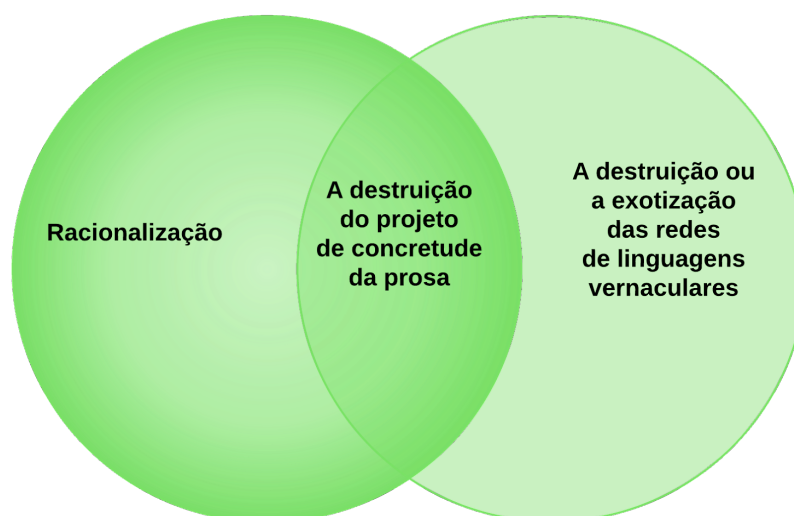 Racionalização
A destruição
do projeto
de concretude
da prosa
A destruição ou
a exotização
das redes
de linguagens
vernaculares